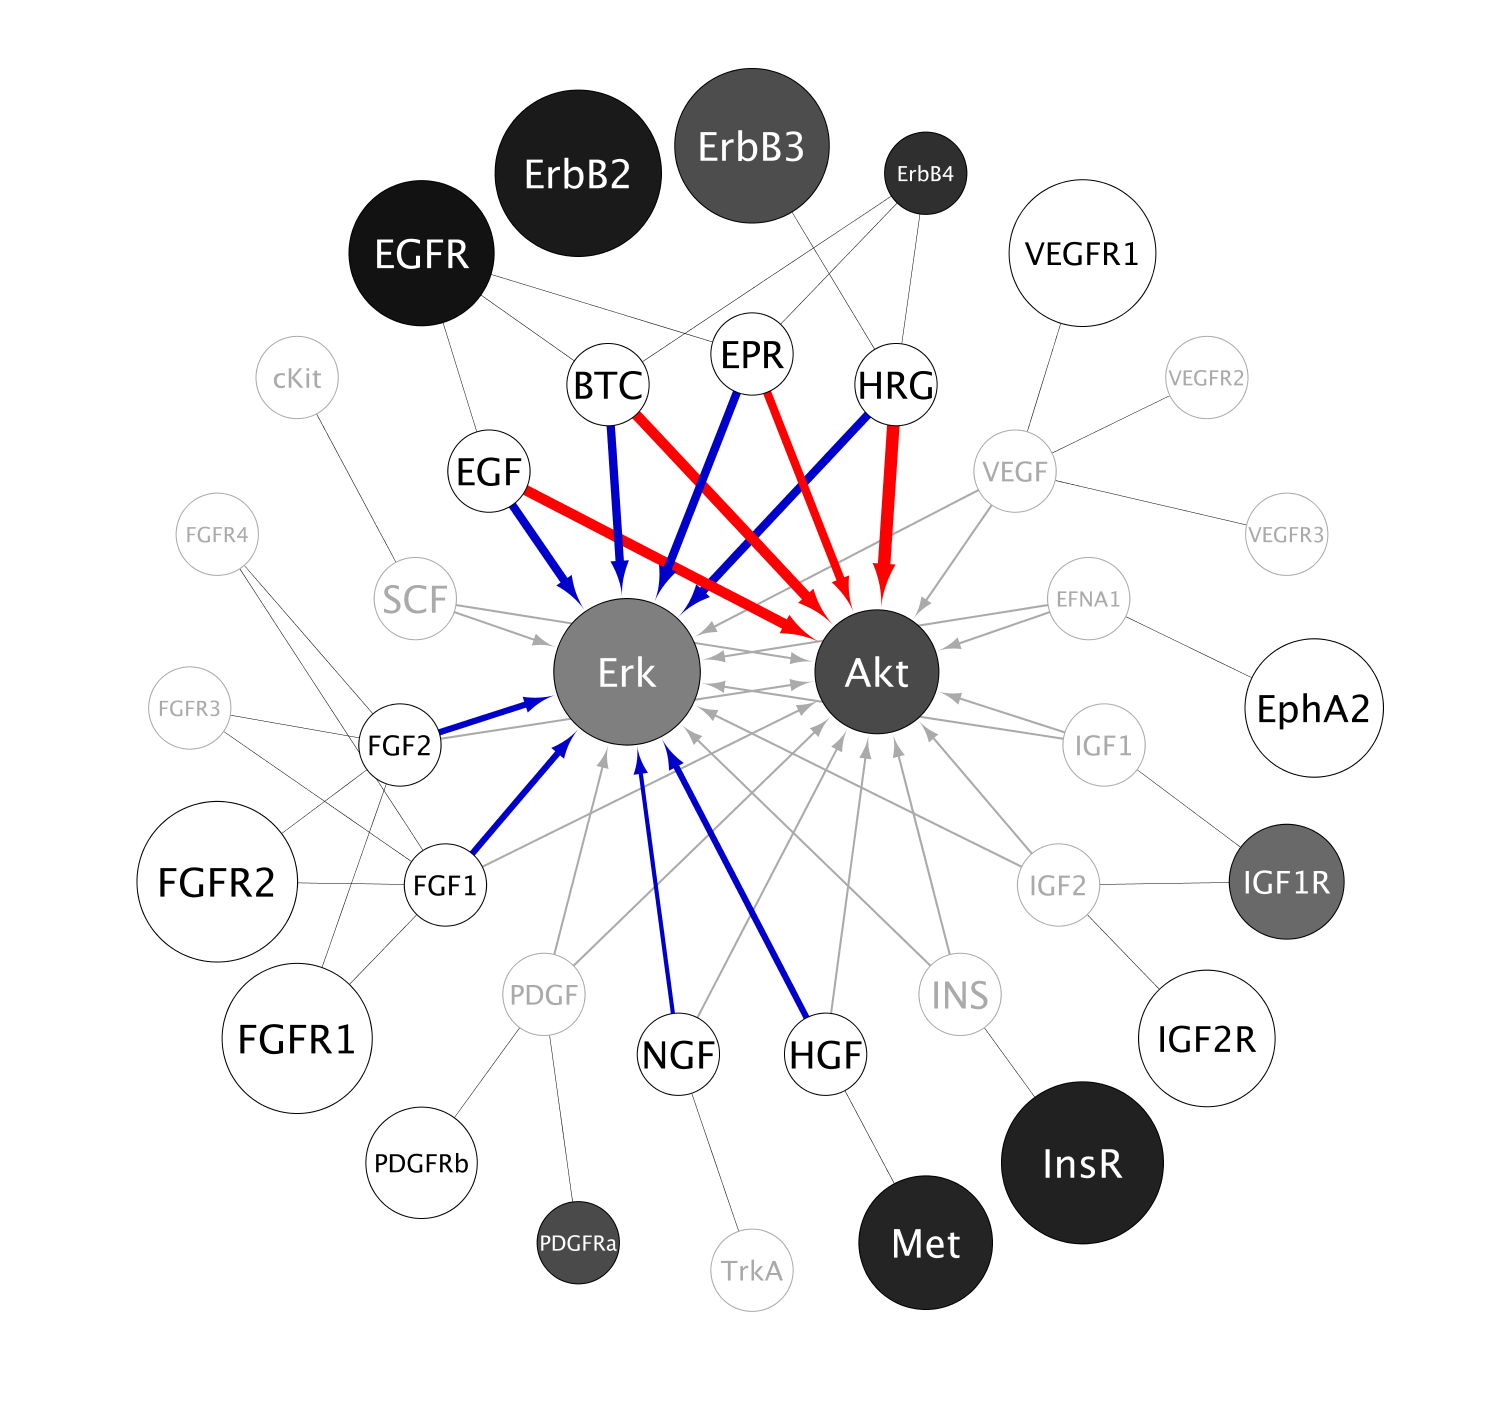 ErbB3
ErbB2
ErbB4
EGFR
VEGFR1
EPR
cKit
BTC
HRG
VEGFR2
EGF
VEGF
FGFR4
VEGFR3
SCF
EFNA1
Erk
Akt
FGFR3
EphA2
FGF2
IGF1
FGFR2
FGF1
IGF2
IGF1R
PDGF
INS
FGFR1
NGF
HGF
IGF2R
PDGFRb
InsR
PDGFRa
Met
TrkA